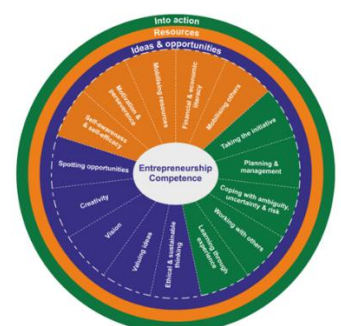 Into action
Resources
Ideas & opportunities
Self-awareness
& self-efficacy
Motivation &
perseverance
Mobilising resources
Financial & economic
literacy
Mobilising others
Taking the initiative
Planning &
management
Coping with ambiguity,
uncertainty & risk
Working with others
Learning through
experience
Ethical & sustainable
thinking
Valuing ideas
Vision
Creativity
Spotting opportunities
Entrepreneurship
Competence